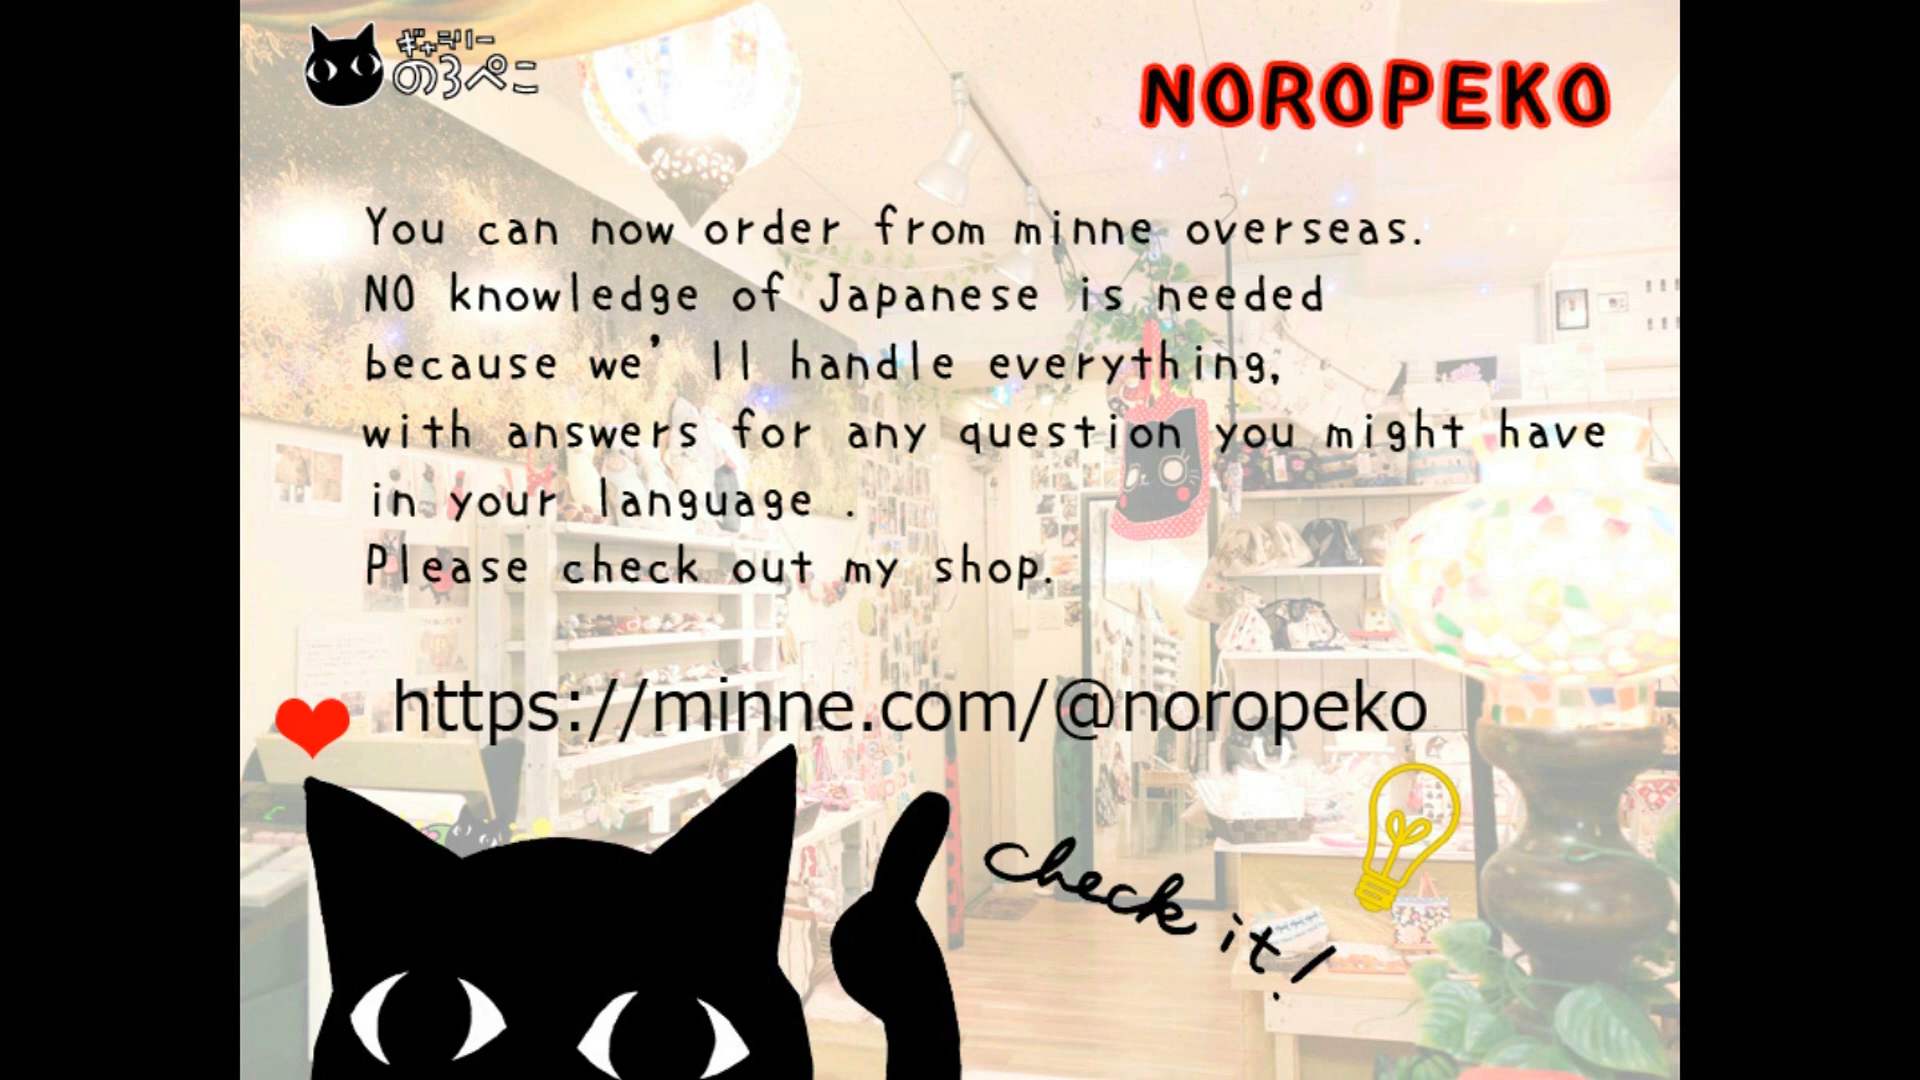 ギャラリー
のろぺこ
NOROPEKO
You can now order from minne overseas.
NO knowledge of Japanese is needed
because we’ll handle everything,
with answers for any question you might have
in your language .
Please check out my shop.
https://minne.com/@noropeko
check it!